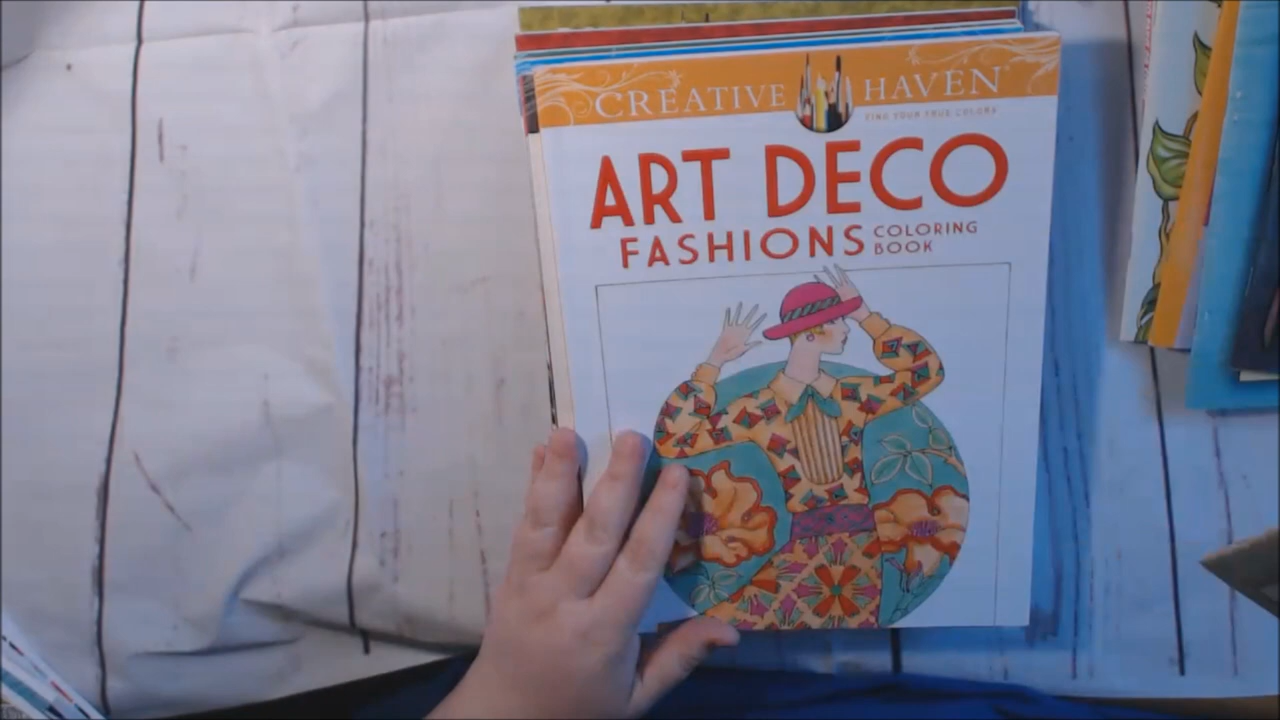 CREATIVE HAVEN®
FIND YOUR TRUE COLORS
ART DECO
FASHIONS
COLORING
BOOK